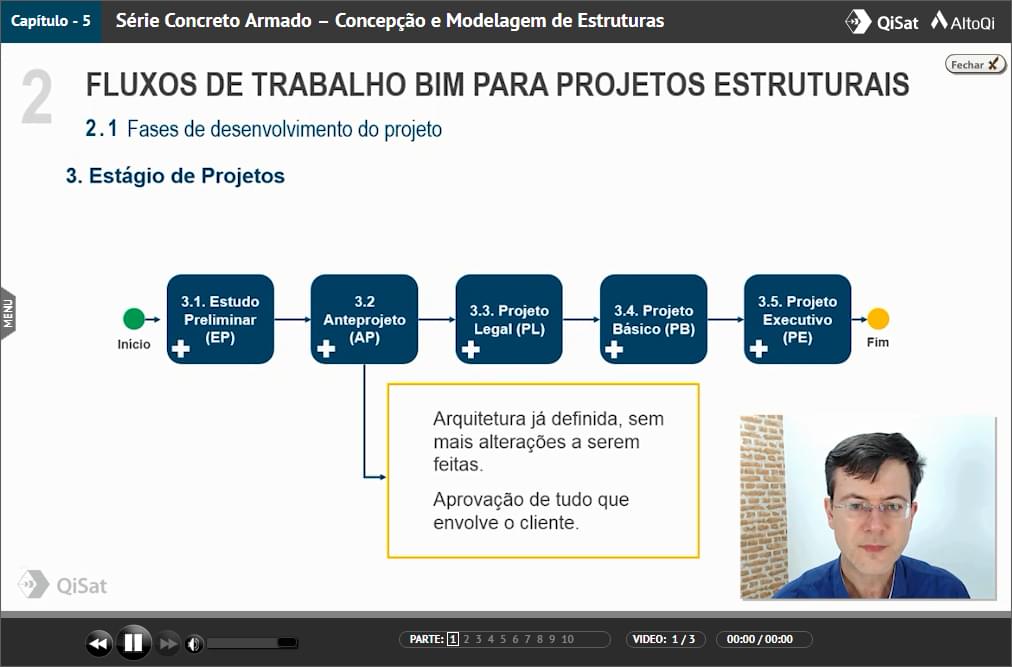 Capítulo - 5
Série Concreto Armado – Concepção e Modelagem de Estruturas
QiSat
AltoQi
Fechar
2
FLUXOS DE TRABALHO BIM PARA PROJETOS ESTRUTURAIS
2.1 Fases de desenvolvimento do projeto
3. Estágio de Projetos
MENU
Inicio
3.1. Estudo
Preliminar
(EP)
3.2
Anteprojeto
(AP)
3.3. Projeto
Legal (PL)
3.4. Projeto
Básico (PB)
3.5. Projeto
Executivo
(PE)
Fim
Arquitetura já definida, sem
mais alterações a serem
feitas.
Aprovação de tudo que
envolve o cliente.
QiSat
PARTE: 1 2 3 4 5 6 7 8 9 10
VIDEO: 1 / 3
00:00 / 00:00